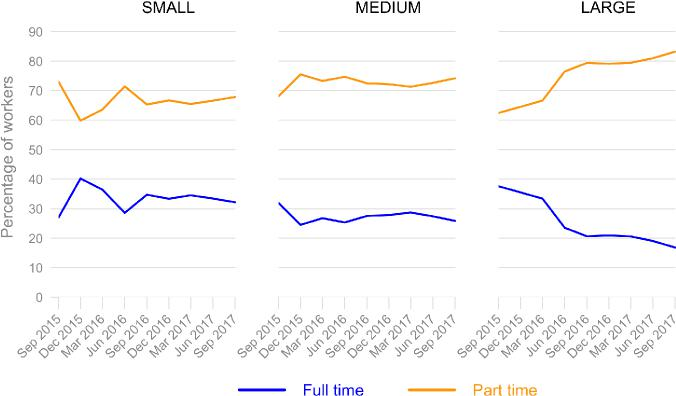 SMALL MEDIUM LARGE
Percentage of workers
90
80
70
60
50
40
30
20
10
0
Sep 2015 Dec 2015 Mar 2016 Jun 2016 Sep 2016 Dec 2016 Mar 2017 Jun 2017 Sep 2017
Sep 2015 Dec 2015 Mar 2016 Jun 2016 Sep 2016 Dec 2016 Mar 2017 Jun 2017 Sep 2017
Sep 2015 Dec 2015 Mar 2016 Jun 2016 Sep 2016 Dec 2016 Mar 2017 Jun 2017 Sep 2017
Full time Part time